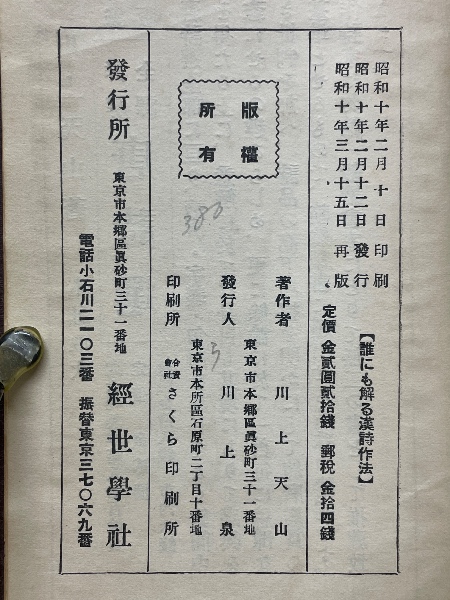 昭和十年二月十日 印刷
昭和十年二月十二日 發行
昭和十年三月十五日 再版
【誰にも解る漢詩作法】
定價 金貳圓貳拾錢 郵稅 金拾四錢
版權
所有
著作者 川上天山
東京市本鄕區眞砂町三十一番地
發行人 川上泉
東京市本所區石原町二丁目十番地
印刷所 合資會社 さくら印刷所
380
發行所 東京市本鄕區眞砂町三十一番地 經世學社
電話小石川二一〇三番 振替東京三七〇六九番